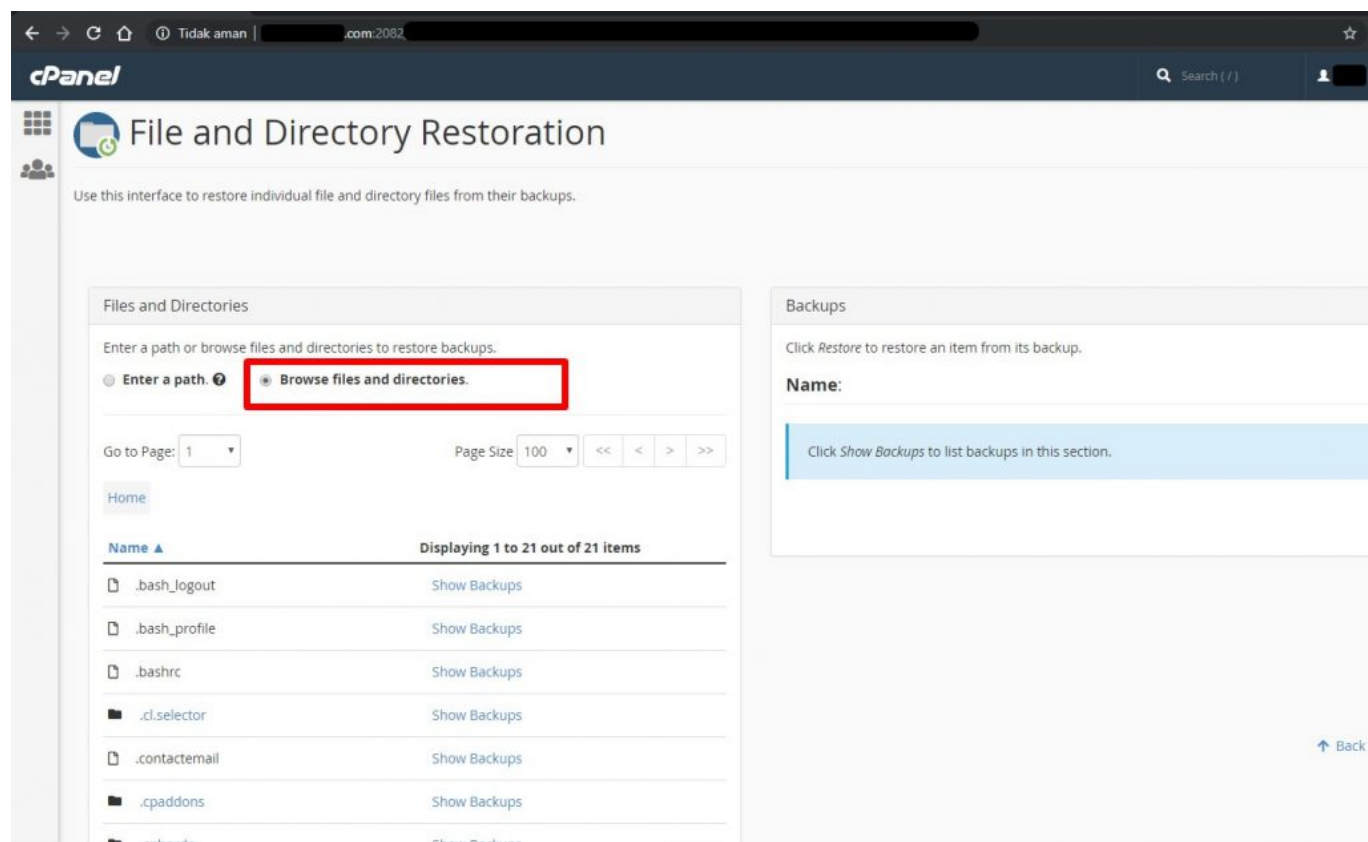 Tidak aman | .com:2082
cPanel
Search ( / )
File and Directory Restoration
Use this interface to restore individual file and directory files from their backups.
Files and Directories
Enter a path or browse files and directories to restore backups.
Enter a path. Browse files and directories.
Go to Page: 1 Page Size 100 << < > >>
Home
Name ▲ Displaying 1 to 21 out of 21 items
.bash_logout Show Backups
.bash_profile Show Backups
.bashrc Show Backups
.cl.selector Show Backups
.contactemail Show Backups
.cpaddons Show Backups
Show Backups
Backups
Click Restore to restore an item from its backup.
Name:
Click Show Backups to list backups in this section.
Back